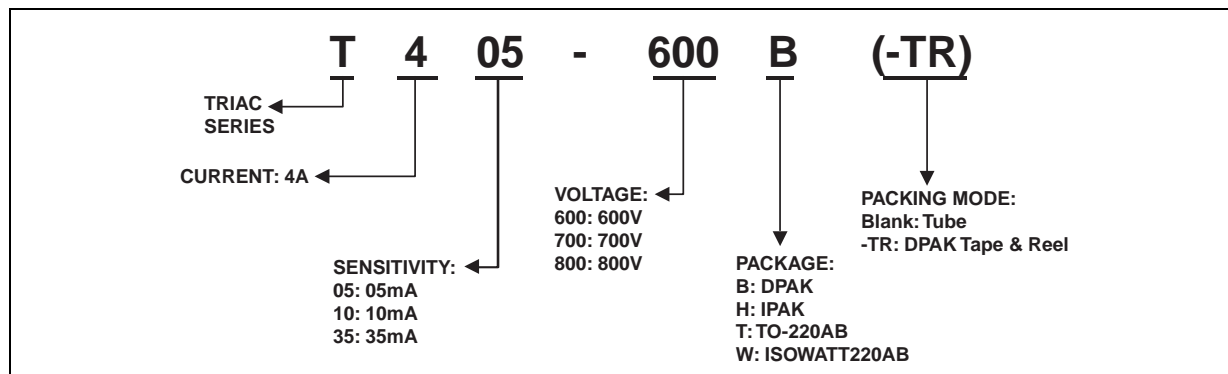 T 4 05 - 600 B (-TR)
TRIAC
SERIES
CURRENT: 4A
SENSITIVITY:
05: 05mA
10: 10mA
35: 35mA
VOLTAGE:
600: 600V
700: 700V
800: 800V
PACKAGE:
B: DPAK
H: IPAK
T: TO-220AB
W: ISOWATT220AB
PACKING MODE:
Blank: Tube
-TR: DPAK Tape & Reel